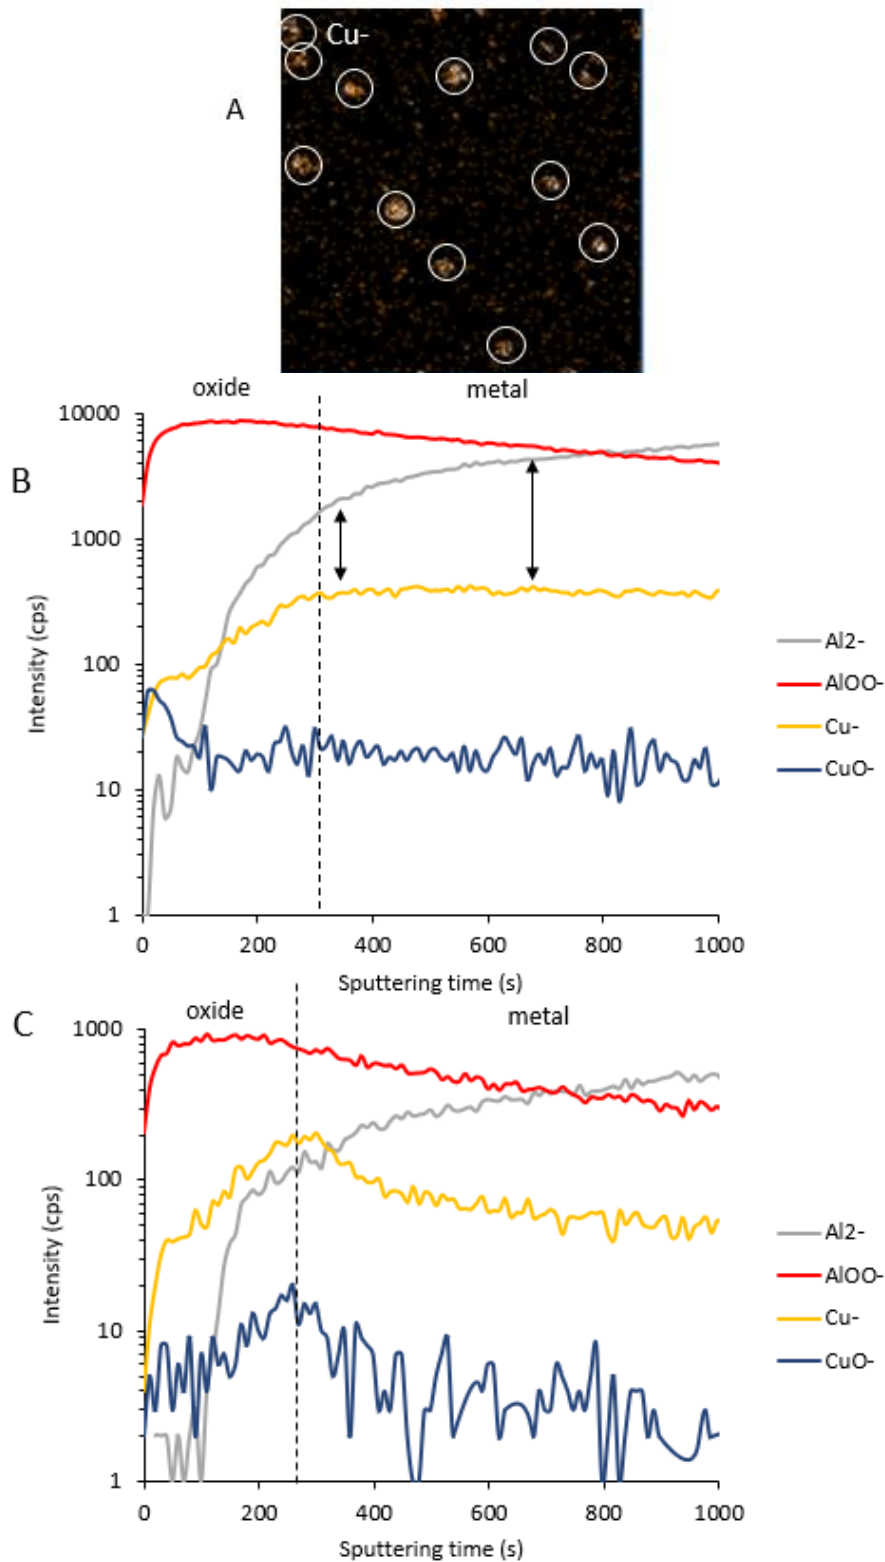 Cu-
A
oxide metal
B
10000
1000
100
10
1
Intensity (cps)
0 200 400 600 800 1000
Sputtering time (s)
Al2-
AlOO-
Cu-
CuO-
C
oxide metal
1000
100
10
1
Intensity (cps)
0 200 400 600 800 1000
Sputtering time (s)
Al2-
AlOO-
Cu-
CuO-